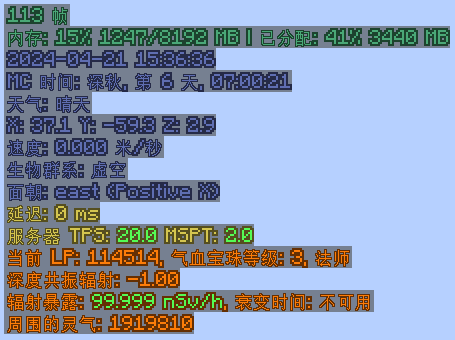 113 帧
内存: 15% 1247/8192 MB | 已分配: 41% 3440 MB
2024-04-21 15:36:36
MC 时间: 深秋, 第 6 天, 07:00:21
天气: 晴天
X: 37.1 Y: -59.3 Z: 2.9
速度: 0.000 米/秒
生物群系: 虚空
面朝: east (Positive X)
延迟: 0 ms
服务器 TPS: 20.0 MSPT: 2.0
当前 LP: 114514, 气血宝珠等级: 3, 法师
深度共振辐射: -1.00
辐射暴露: 99.999 nSv/h, 衰变时间: 不可用
周围的灵气: 1919810